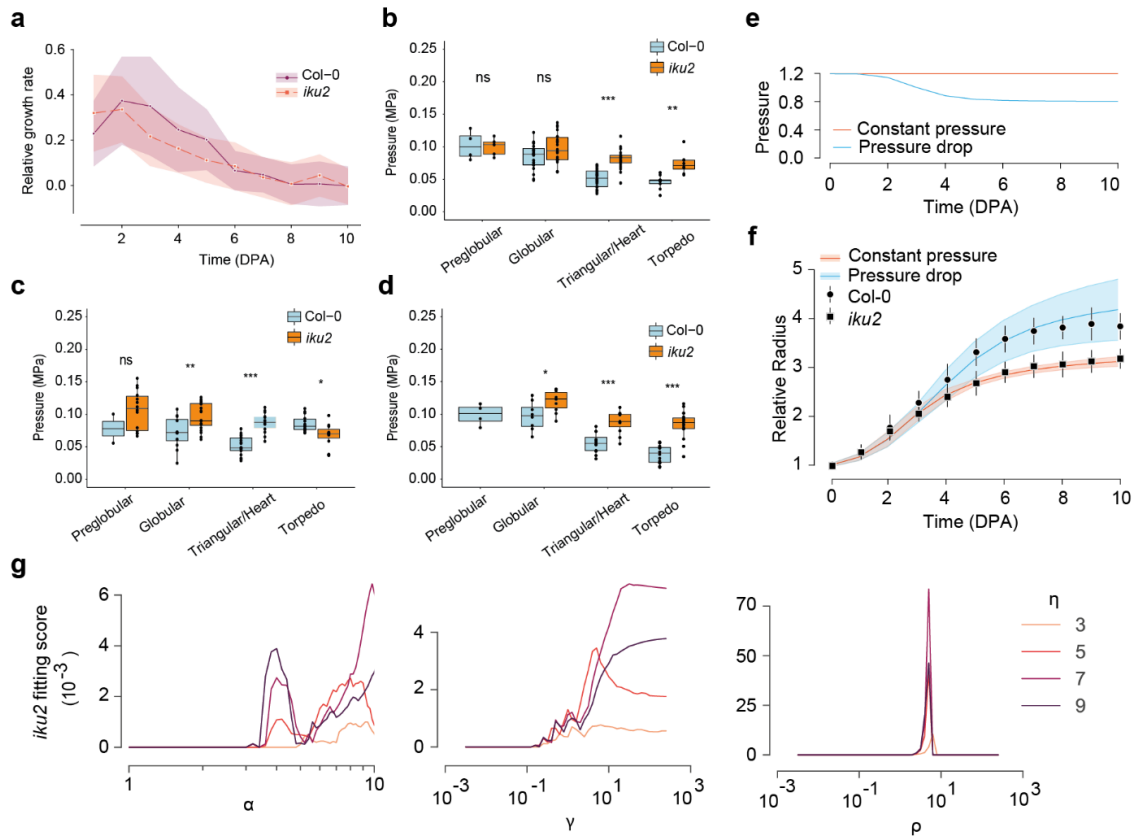 a
Relative growth rate
0.6
0.4
0.2
0.0
2
4
6
8
10
Time (DPA)
Col−0
iku2
b
Pressure (MPa)
0.25
0.20
0.15
0.10
0.05
0.00
ns
ns
***
**
Col−0
iku2
Preglobular
Globular
Triangular/Heart
Torpedo
e
Pressure
1.2
0.8
0.4
0.0
Constant pressure
Pressure drop
0
2
4
6
8
10
Time (DPA)
c
Pressure (MPa)
0.25
0.20
0.15
0.10
0.05
0.00
ns
**
***
*
Col−0
iku2
Preglobular
Globular
Triangular/Heart
Torpedo
d
Pressure (MPa)
0.25
0.20
0.15
0.10
0.05
0.00
*
***
***
Col−0
iku2
Preglobular
Globular
Triangular/Heart
Torpedo
f
Relative Radius
5
4
3
2
1
Constant pressure
Pressure drop
Col-0
iku2
0
2
4
6
8
10
Time (DPA)
g
iku2 fitting score
(10⁻³)
6
4
2
0
1
10
α
4
2
0
10⁻³
10⁻¹
10¹
10³
γ
75
50
25
0
10⁻³
10⁻¹
10¹
10³
ρ
η
3
5
7
9